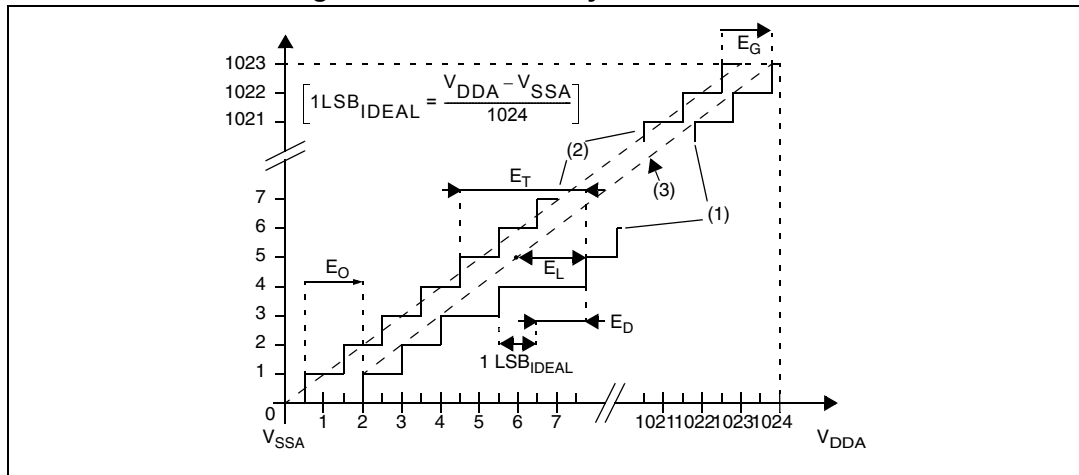 E_G
1023
1022
1021
[1LSB_IDEAL = (V_DDA – V_SSA) / 1024]
(2)
(3)
(1)
E_T
7
6
5
4
3
2
1
0
E_O
E_L
E_D
1 LSB_IDEAL
1 2 3 4 5 6 7 1021 1022 1023 1024
V_SSA
V_DDA